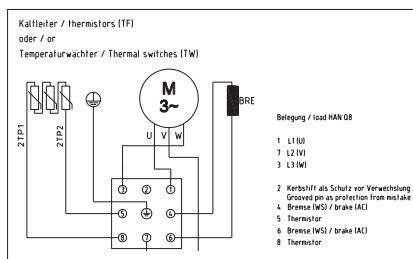 Kaltleiter / thermistors (TF)
oder / or
Temperaturwächter / Thermal switches (TW)
M
3~
BRE
2TP1
2TP2
U V W
3 2 1
5 4
8 7 6
Belegung / load HAN Q8
1 L1 (U)
7 L2 (V)
3 L3 (W)
2 Kerbstift als Schutz vor Verwechslung
Grooved pin as protection from mistake
4 Bremse (WS) / brake (AC)
5 Thermistor
6 Bremse (WS) / brake (AC)
8 Thermistor